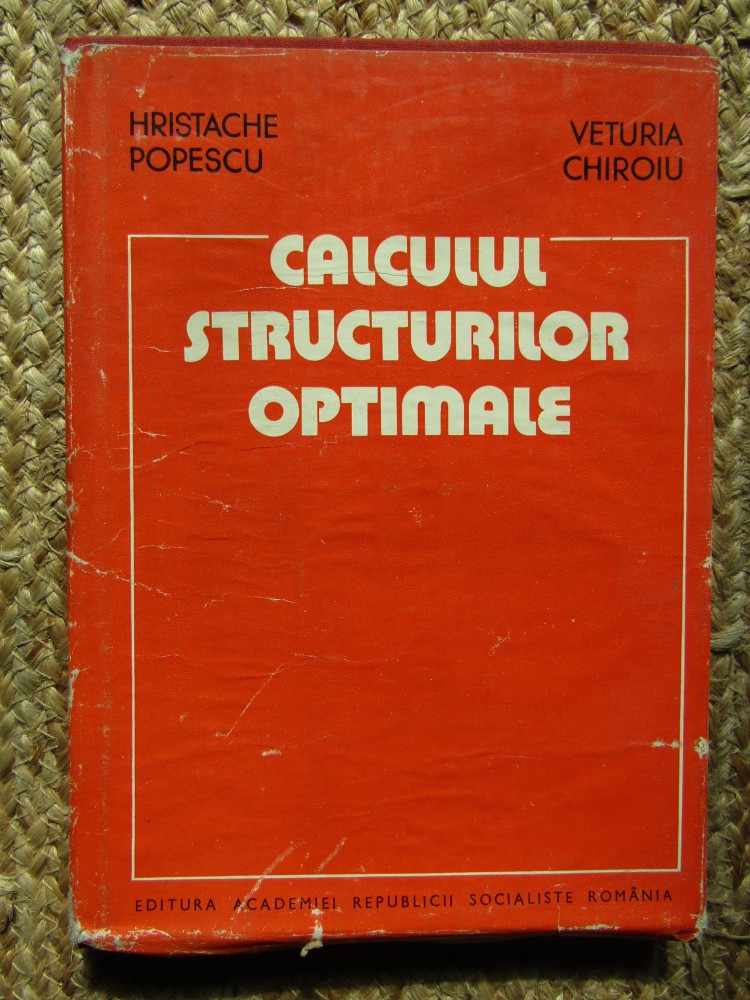 HRISTACHE
POPESCU
VETURIA
CHIROIU
CALCULUL
STRUCTURILOR
OPTIMALE
EDITURA ACADEMIEI REPUBLICII SOCIALISTE ROMÂNIA